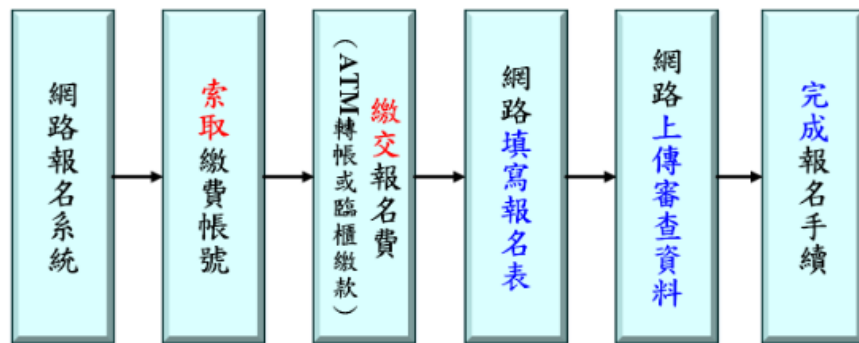 網路報名系統
索取繳費帳號
繳交報名費
（ATM轉帳或臨櫃繳款）
網路填寫報名表
網路上傳審查資料
完成報名手續